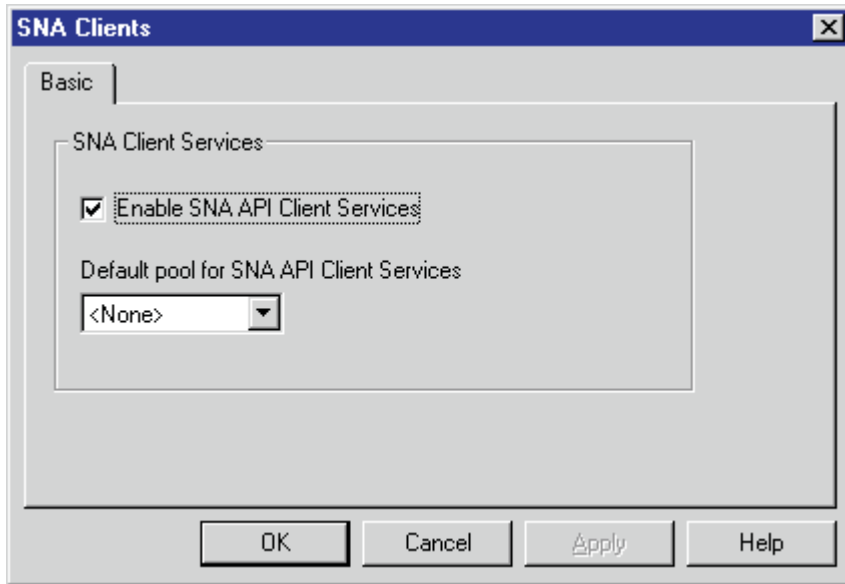 SNA Clients
Basic
SNA Client Services
Enable SNA API Client Services
Default pool for SNA API Client Services
<None>
OK Cancel Apply Help